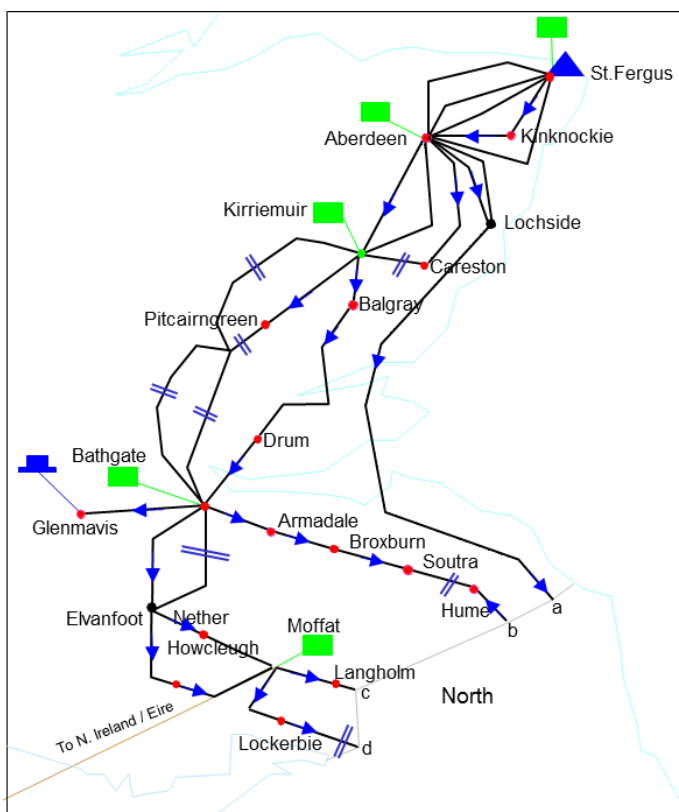 St.Fergus
Aberdeen
Kinknockie
Kirriemuir
Lochside
Careston
Balgray
Pitcairngreen
Drum
Bathgate
Glenmavis
Armadale
Broxburn
Soutra
Hume
a
b
Elvanfoot
Nether
Howcleugh
Moffat
Langholm
c
North
To N. Ireland / Eire
Lockerbie
d